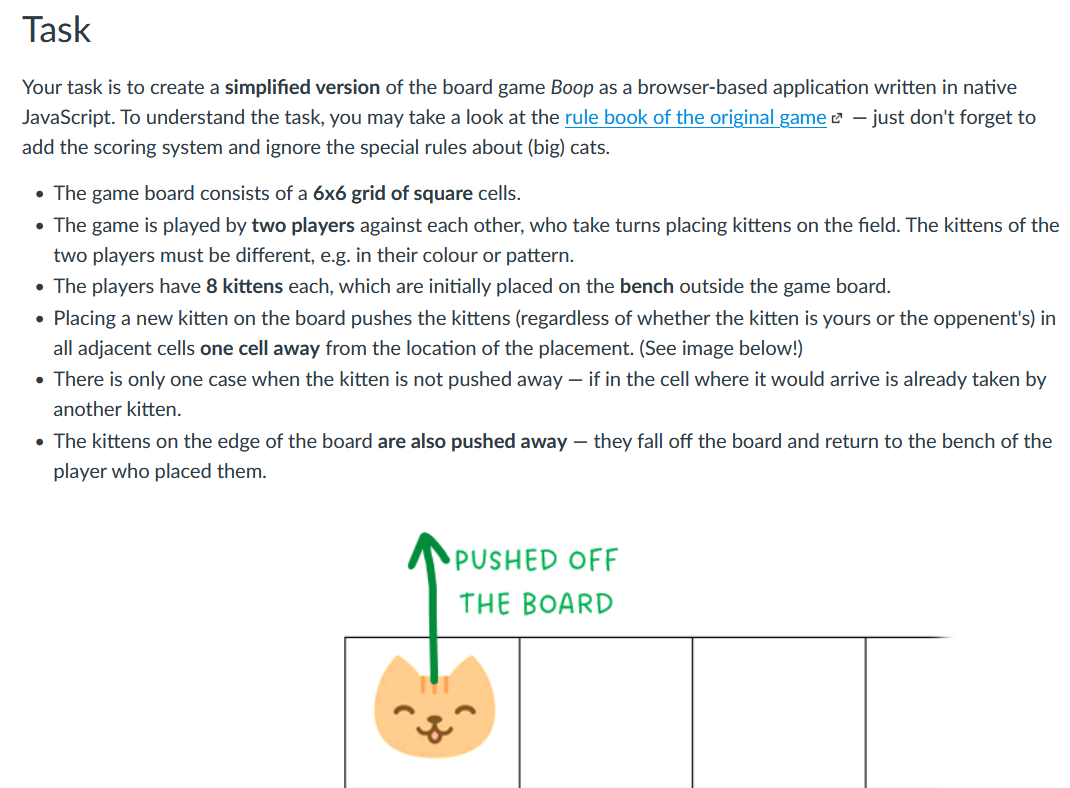 Task
Your task is to create a simplified version of the board game Boop as a browser-based application written in native
JavaScript. To understand the task, you may take a look at the rule book of the original game — just don't forget to
add the scoring system and ignore the special rules about (big) cats.
• The game board consists of a 6x6 grid of square cells.
• The game is played by two players against each other, who take turns placing kittens on the field. The kittens of the
two players must be different, e.g. in their colour or pattern.
• The players have 8 kittens each, which are initially placed on the bench outside the game board.
• Placing a new kitten on the board pushes the kittens (regardless of whether the kitten is yours or the oppenent's) in
all adjacent cells one cell away from the location of the placement. (See image below!)
• There is only one case when the kitten is not pushed away — if in the cell where it would arrive is already taken by
another kitten.
• The kittens on the edge of the board are also pushed away — they fall off the board and return to the bench of the
player who placed them.
PUSHED OFF
THE BOARD